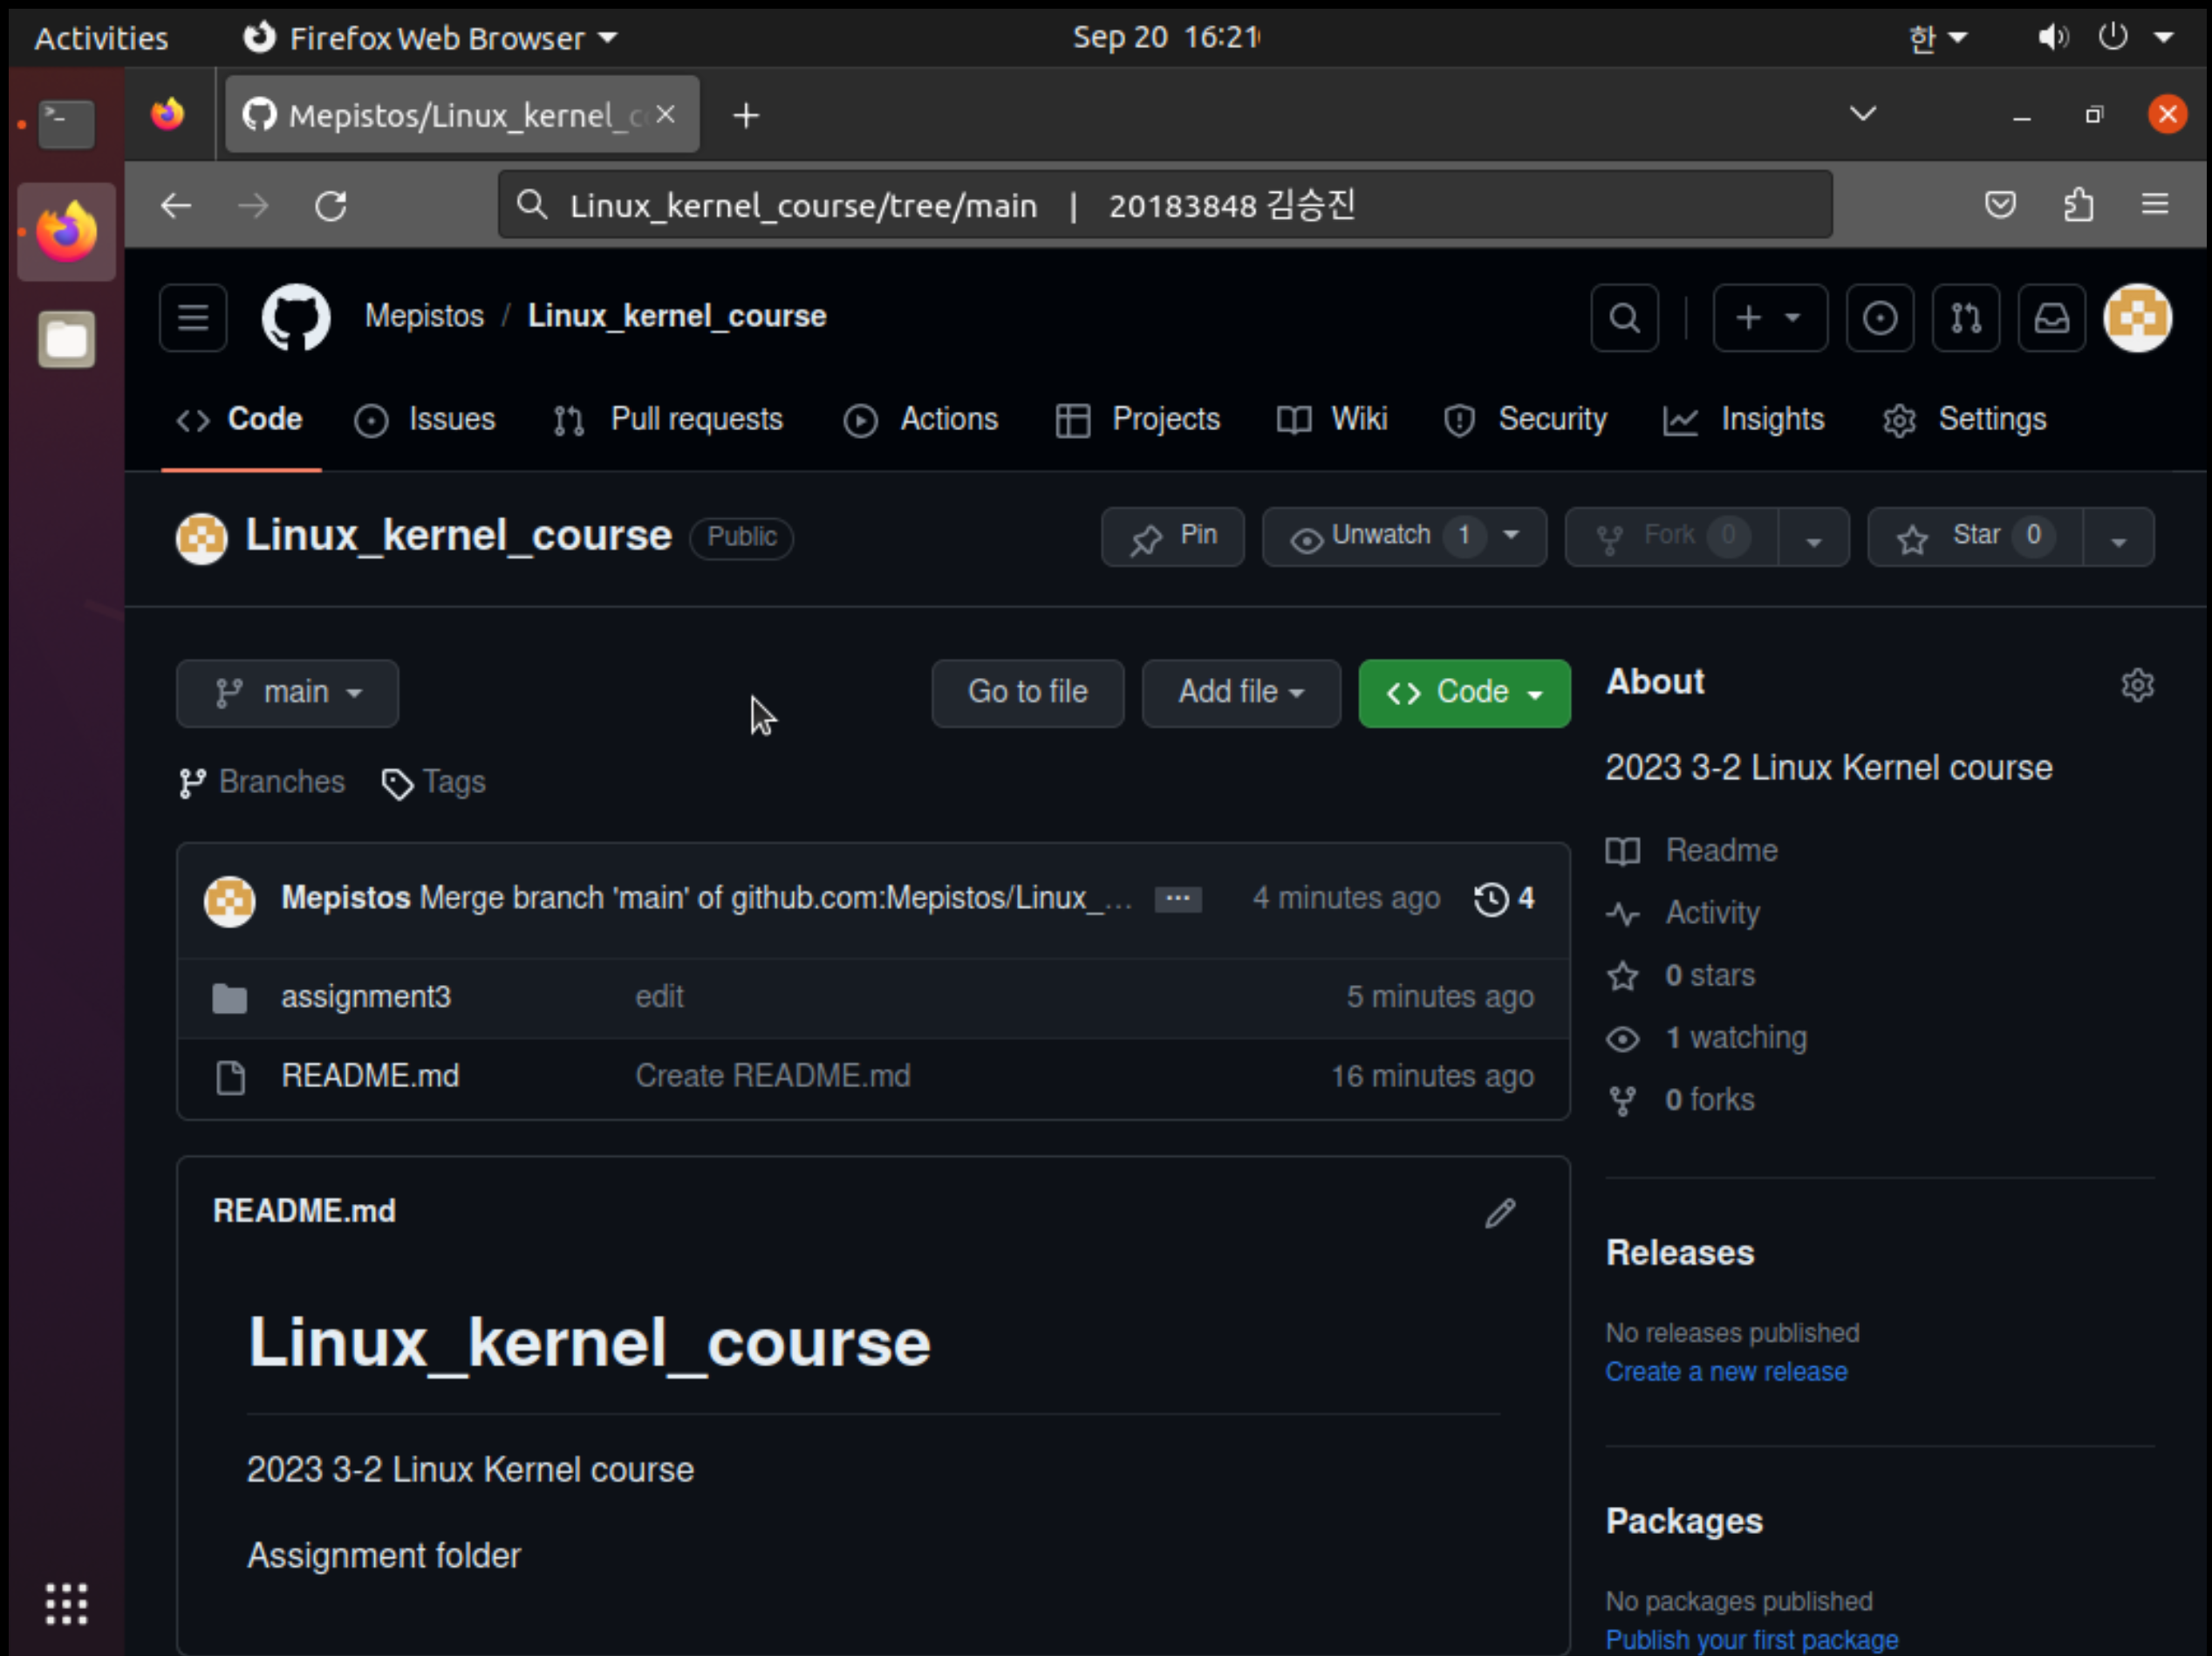 Activities Firefox Web Browser Sep 20 16:21 한
Mepistos/Linux_kernel_c
Linux_kernel_course/tree/main | 20183848 김승진
Mepistos / Linux_kernel_course
Code Issues Pull requests Actions Projects Wiki Security Insights Settings
Linux_kernel_course Public Pin Unwatch 1 Fork 0 Star 0
main Go to file Add file Code
Branches Tags
Mepistos Merge branch 'main' of github.com:Mepistos/Linux_... 4 minutes ago 4
assignment3 edit 5 minutes ago
README.md Create README.md 16 minutes ago
README.md
Linux_kernel_course
2023 3-2 Linux Kernel course
Assignment folder
About
2023 3-2 Linux Kernel course
Readme
Activity
0 stars
1 watching
0 forks
Releases
No releases published
Create a new release
Packages
No packages published
Publish your first package